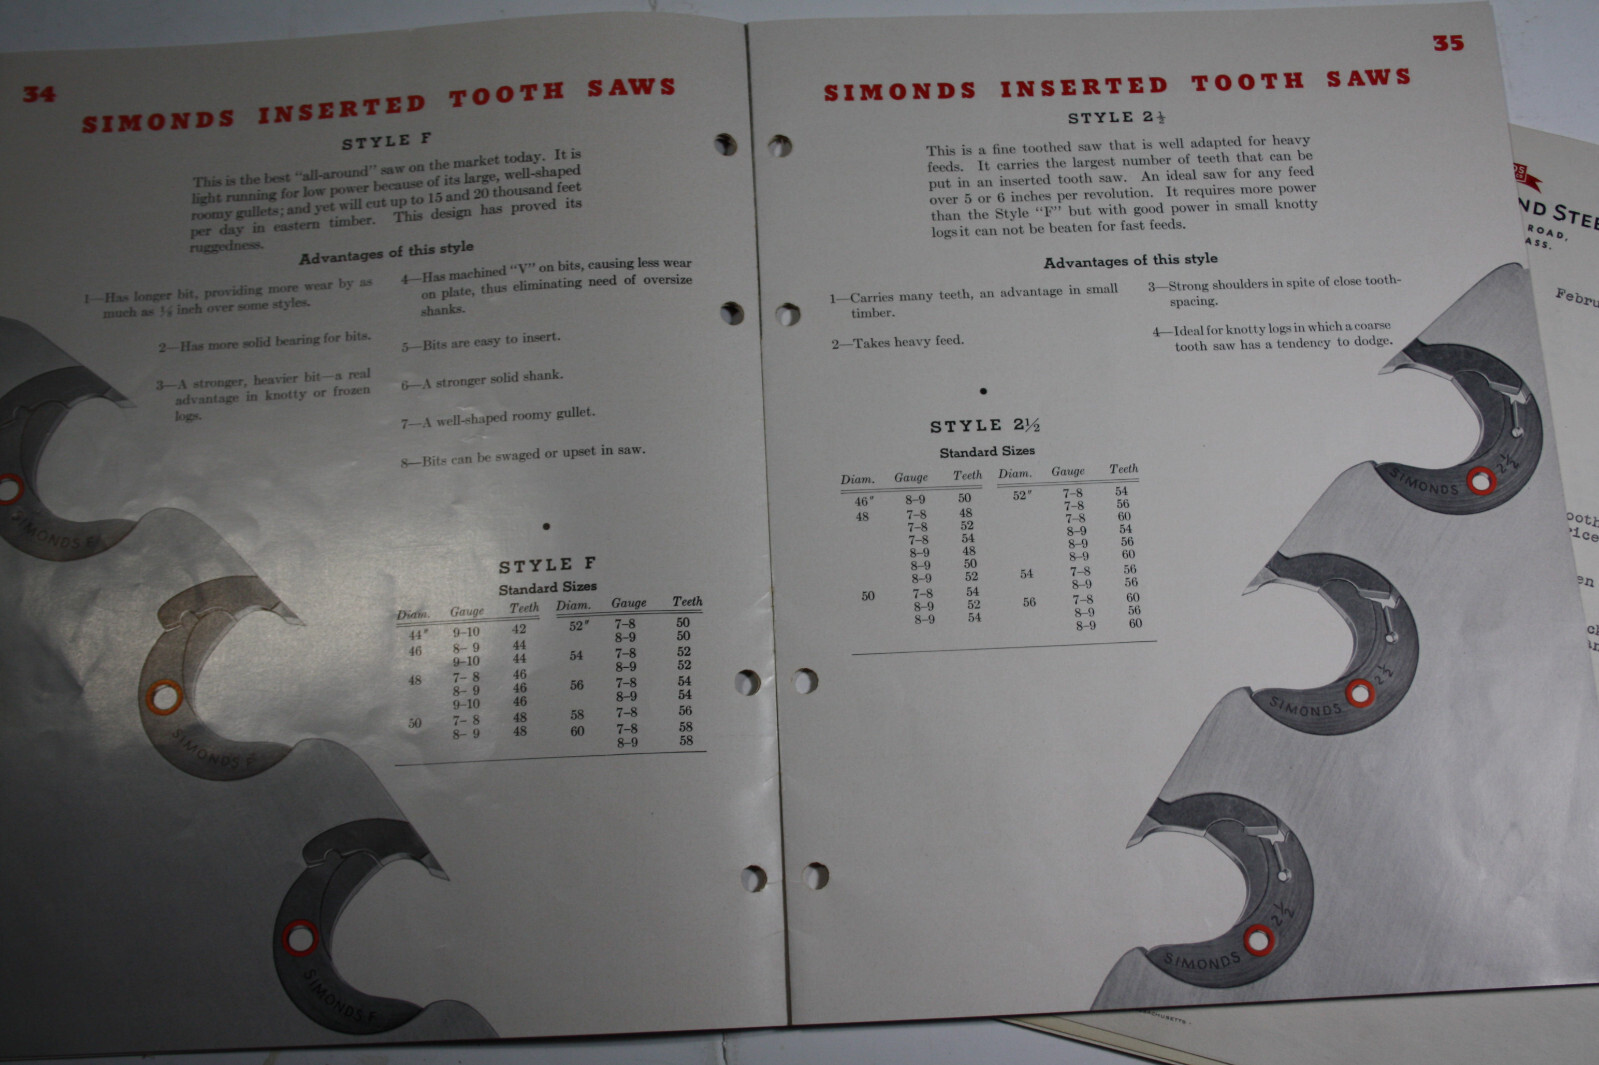 34
SIMONDS INSERTED TOOTH SAWS
STYLE F
This is the best "all-around" saw on the market today. It is
light running for low power because of its large, well-shaped
roomy gullets; and yet will cut up to 15 and 20 thousand feet
per day in eastern timber. This design has proved its
ruggedness.
Advantages of this style
1—Has longer bit, providing more wear by as
much as ⅛ inch over some styles.
2—Has more solid bearing for bits.
3—A stronger, heavier bit—a real
advantage in knotty or frozen
logs.
4—Has machined "V" on bits, causing less wear
on plate, thus eliminating need of oversize
shanks.
5—Bits are easy to insert.
6—A stronger solid shank.
7—A well-shaped roomy gullet.
8—Bits can be swaged or upset in saw.
STYLE F
Standard Sizes
Diam. Gauge Teeth Diam. Gauge Teeth
44" 9-10 42 52" 7-8 50
8-9 50
46 8- 9 44
9-10 44 54 7-8 52
8-9 52
48 7- 8 46
8- 9 46 56 7-8 54
9-10 46 8-9 54
50 7- 8 48 58 7-8 56
8- 9 48 60 7-8 58
8-9 58
SIMONDS F
SIMONDS F
SIMONDS F
35
SIMONDS INSERTED TOOTH SAWS
STYLE 2½
This is a fine toothed saw that is well adapted for heavy
feeds. It carries the largest number of teeth that can be
put in an inserted tooth saw. An ideal saw for any feed
over 5 or 6 inches per revolution. It requires more power
than the Style "F" but with good power in small knotty
logs it can not be beaten for fast feeds.
Advantages of this style
1—Carries many teeth, an advantage in small
timber.
2—Takes heavy feed.
3—Strong shoulders in spite of close tooth-
spacing.
4—Ideal for knotty logs in which a coarse
tooth saw has a tendency to dodge.
STYLE 2½
Standard Sizes
Diam. Gauge Teeth Diam. Gauge Teeth
46" 8-9 50 52" 7-8 54
7-8 56
48 7-8 48 7-8 60
7-8 52 8-9 54
7-8 54 8-9 56
8-9 48 8-9 60
8-9 50
8-9 52 54 7-8 56
8-9 56
50 7-8 54
8-9 52 56 7-8 60
8-9 54 8-9 56
8-9 60
SIMONDS 2½
SIMONDS 2½
SIMONDS 2½
ND STEE
ROAD,
ASS.
Febru